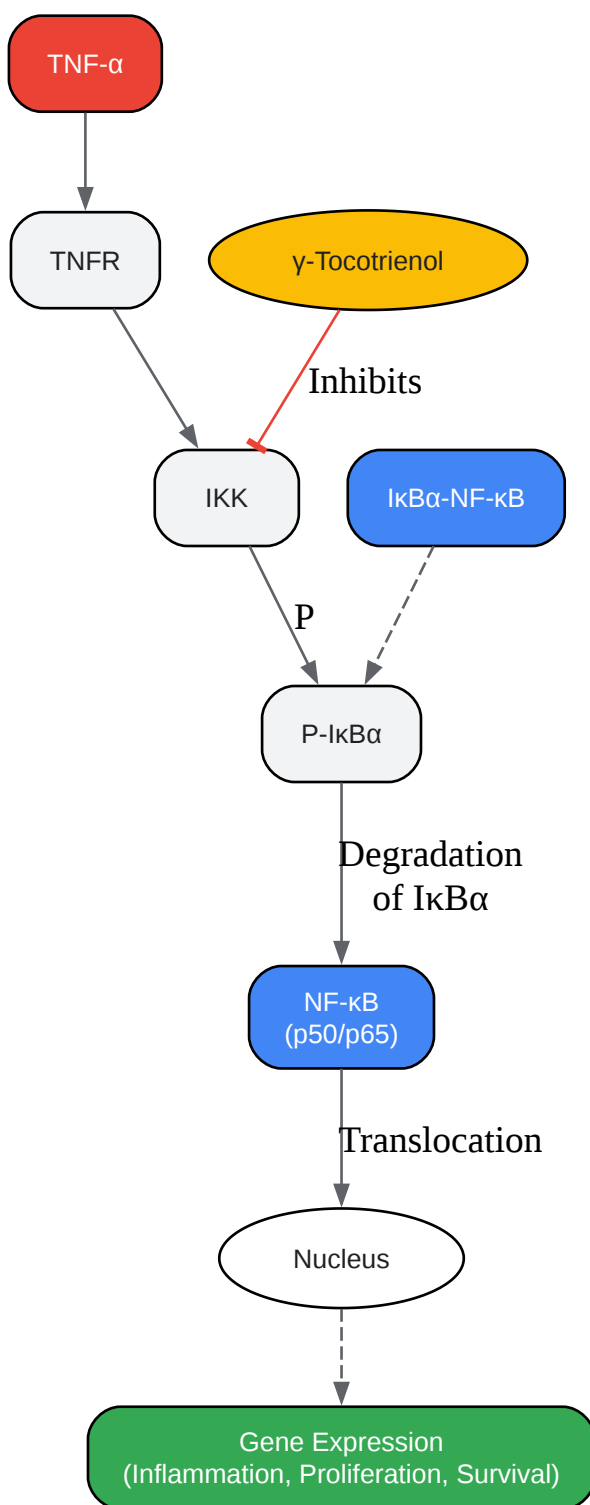 TNF-α
TNFR
γ-Tocotrienol
Inhibits
IKK
IκBα-NF-κB
P
P-IκBα
Degradation
of IκBα
NF-κB
(p50/p65)
Translocation
Nucleus
Gene Expression
(Inflammation, Proliferation, Survival)